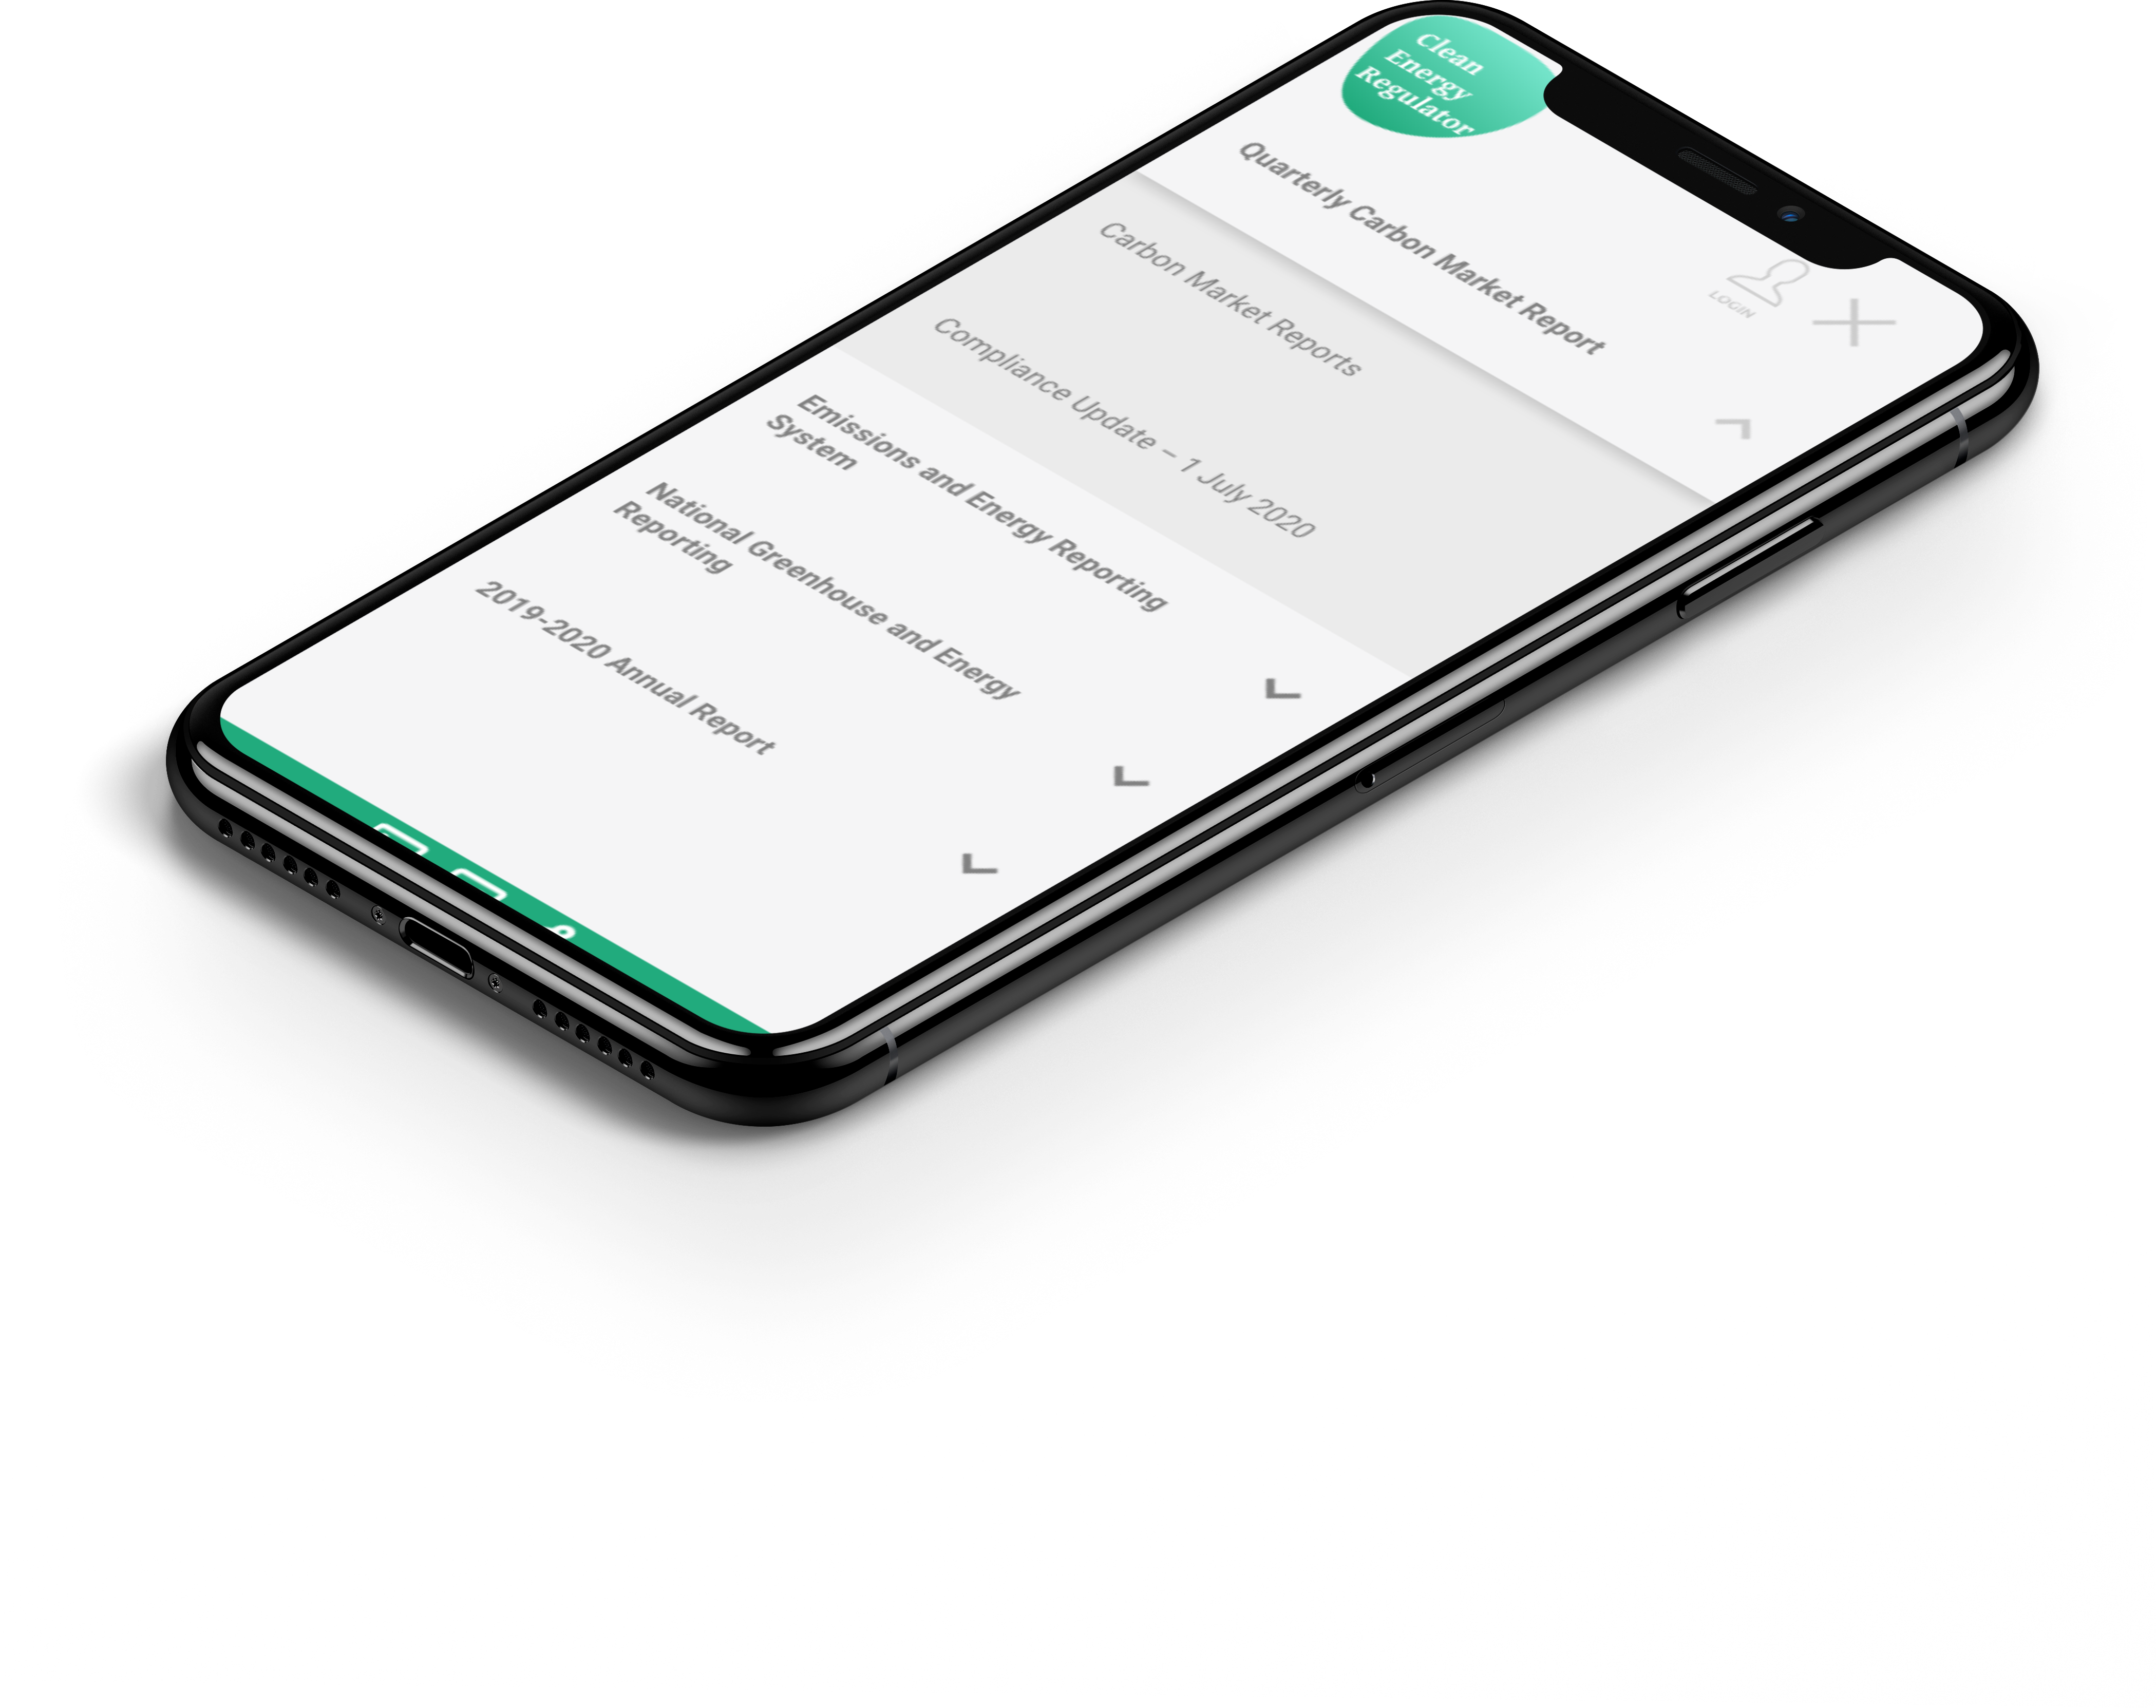 Clean
Energy
Regulator
LOGIN
Quarterly Carbon Market Report
Carbon Market Reports
Compliance Update – 1 July 2020
Emissions and Energy Reporting
System
National Greenhouse and Energy
Reporting
2019-2020 Annual Report